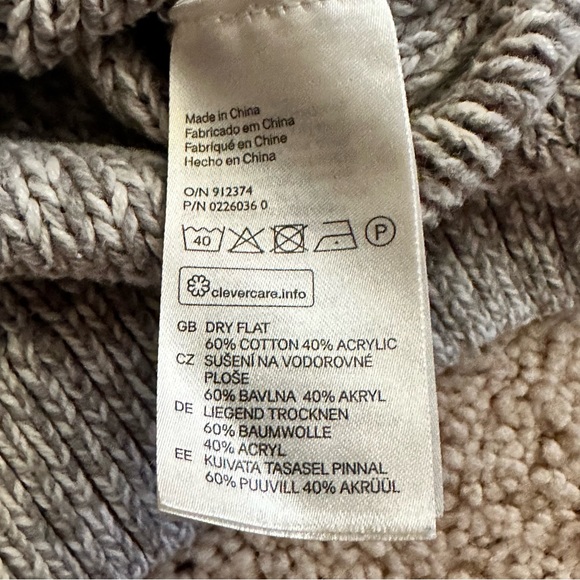 Made in China
Fabricado em China
Fabriqué en Chine
Hecho en China
O/N 912374
P/N 0226036 0
40 P
clevercare.info
GB DRY FLAT
60% COTTON 40% ACRYLIC
CZ SUŠENÍ NA VODOROVNÉ
PLOŠE
60% BAVLNA 40% AKRYL
DE LIEGEND TROCKNEN
60% BAUMWOLLE
40% ACRYL
EE KUIVATA TASASEL PINNAL
60% PUUVILL 40% AKRÜÜL